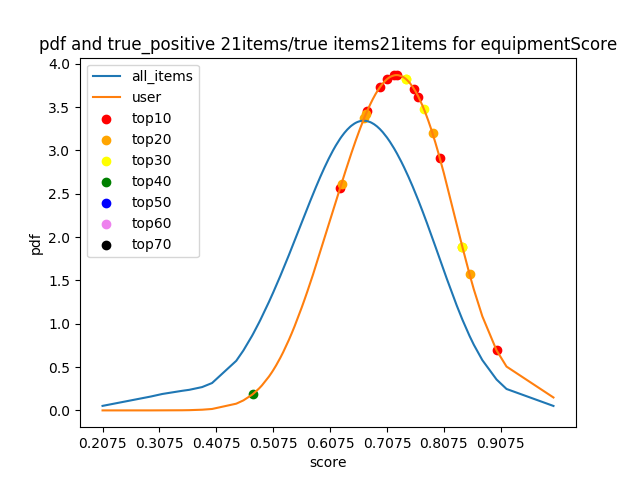 pdf and true_positive 21items/true items21items for equipmentScore
4.0
3.5
3.0
2.5
2.0
1.5
1.0
0.5
0.0
pdf
all_items
user
top10
top20
top30
top40
top50
top60
top70
0.2075 0.3075 0.4075 0.5075 0.6075 0.7075 0.8075 0.9075
score